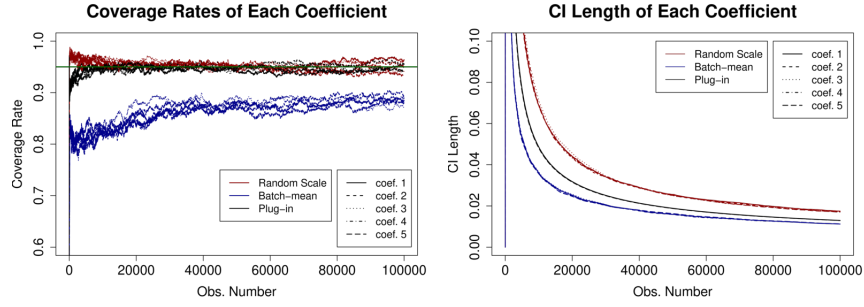 Coverage Rates of Each Coefficient
Coverage Rate
1.0
0.9
0.8
0.7
0.6
Random Scale
Batch−mean
Plug−in
coef. 1
coef. 2
coef. 3
coef. 4
coef. 5
0
20000
40000
60000
80000
100000
Obs. Number
CI Length of Each Coefficient
CI Length
0.10
0.08
0.06
0.04
0.02
0.00
Random Scale
Batch−mean
Plug−in
coef. 1
coef. 2
coef. 3
coef. 4
coef. 5
0
20000
40000
60000
80000
100000
Obs. Number